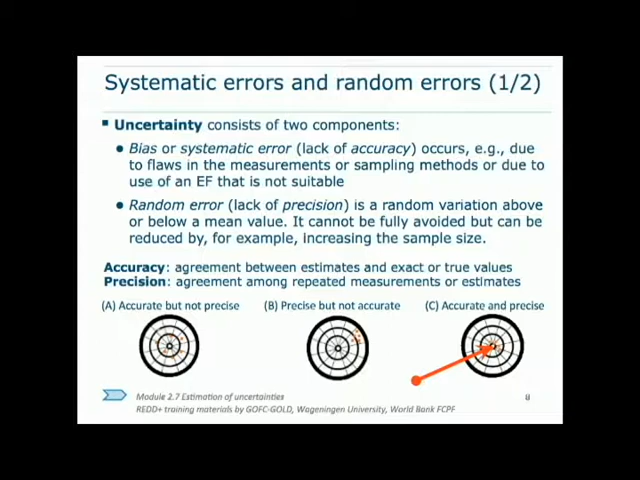 Systematic errors and random errors (1/2)
Uncertainty consists of two components:
Bias or systematic error (lack of accuracy) occurs, e.g., due
to flaws in the measurements or sampling methods or due to
use of an EF that is not suitable
Random error (lack of precision) is a random variation above
or below a mean value. It cannot be fully avoided but can be
reduced by, for example, increasing the sample size.
Accuracy: agreement between estimates and exact or true values
Precision: agreement among repeated measurements or estimates
(A) Accurate but not precise (B) Precise but not accurate (C) Accurate and precise
Module 2.7 Estimation of uncertainties
REDD+ training materials by GOFC-GOLD, Wageningen University, World Bank FCPF
8